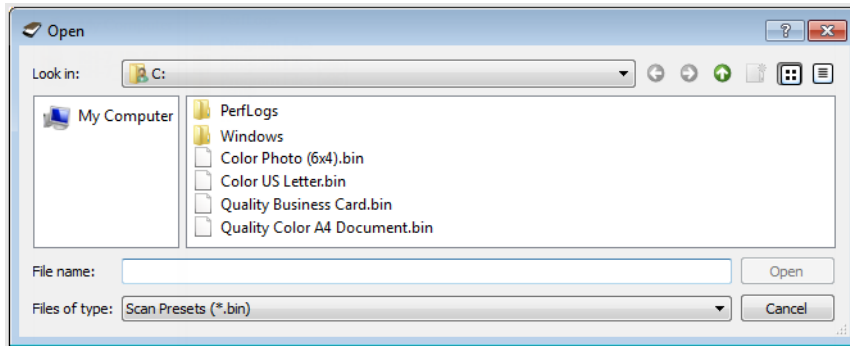 Open
Look in: C:
My Computer
PerfLogs
Windows
Color Photo (6x4).bin
Color US Letter.bin
Quality Business Card.bin
Quality Color A4 Document.bin
File name: Open
Files of type: Scan Presets (*.bin) Cancel